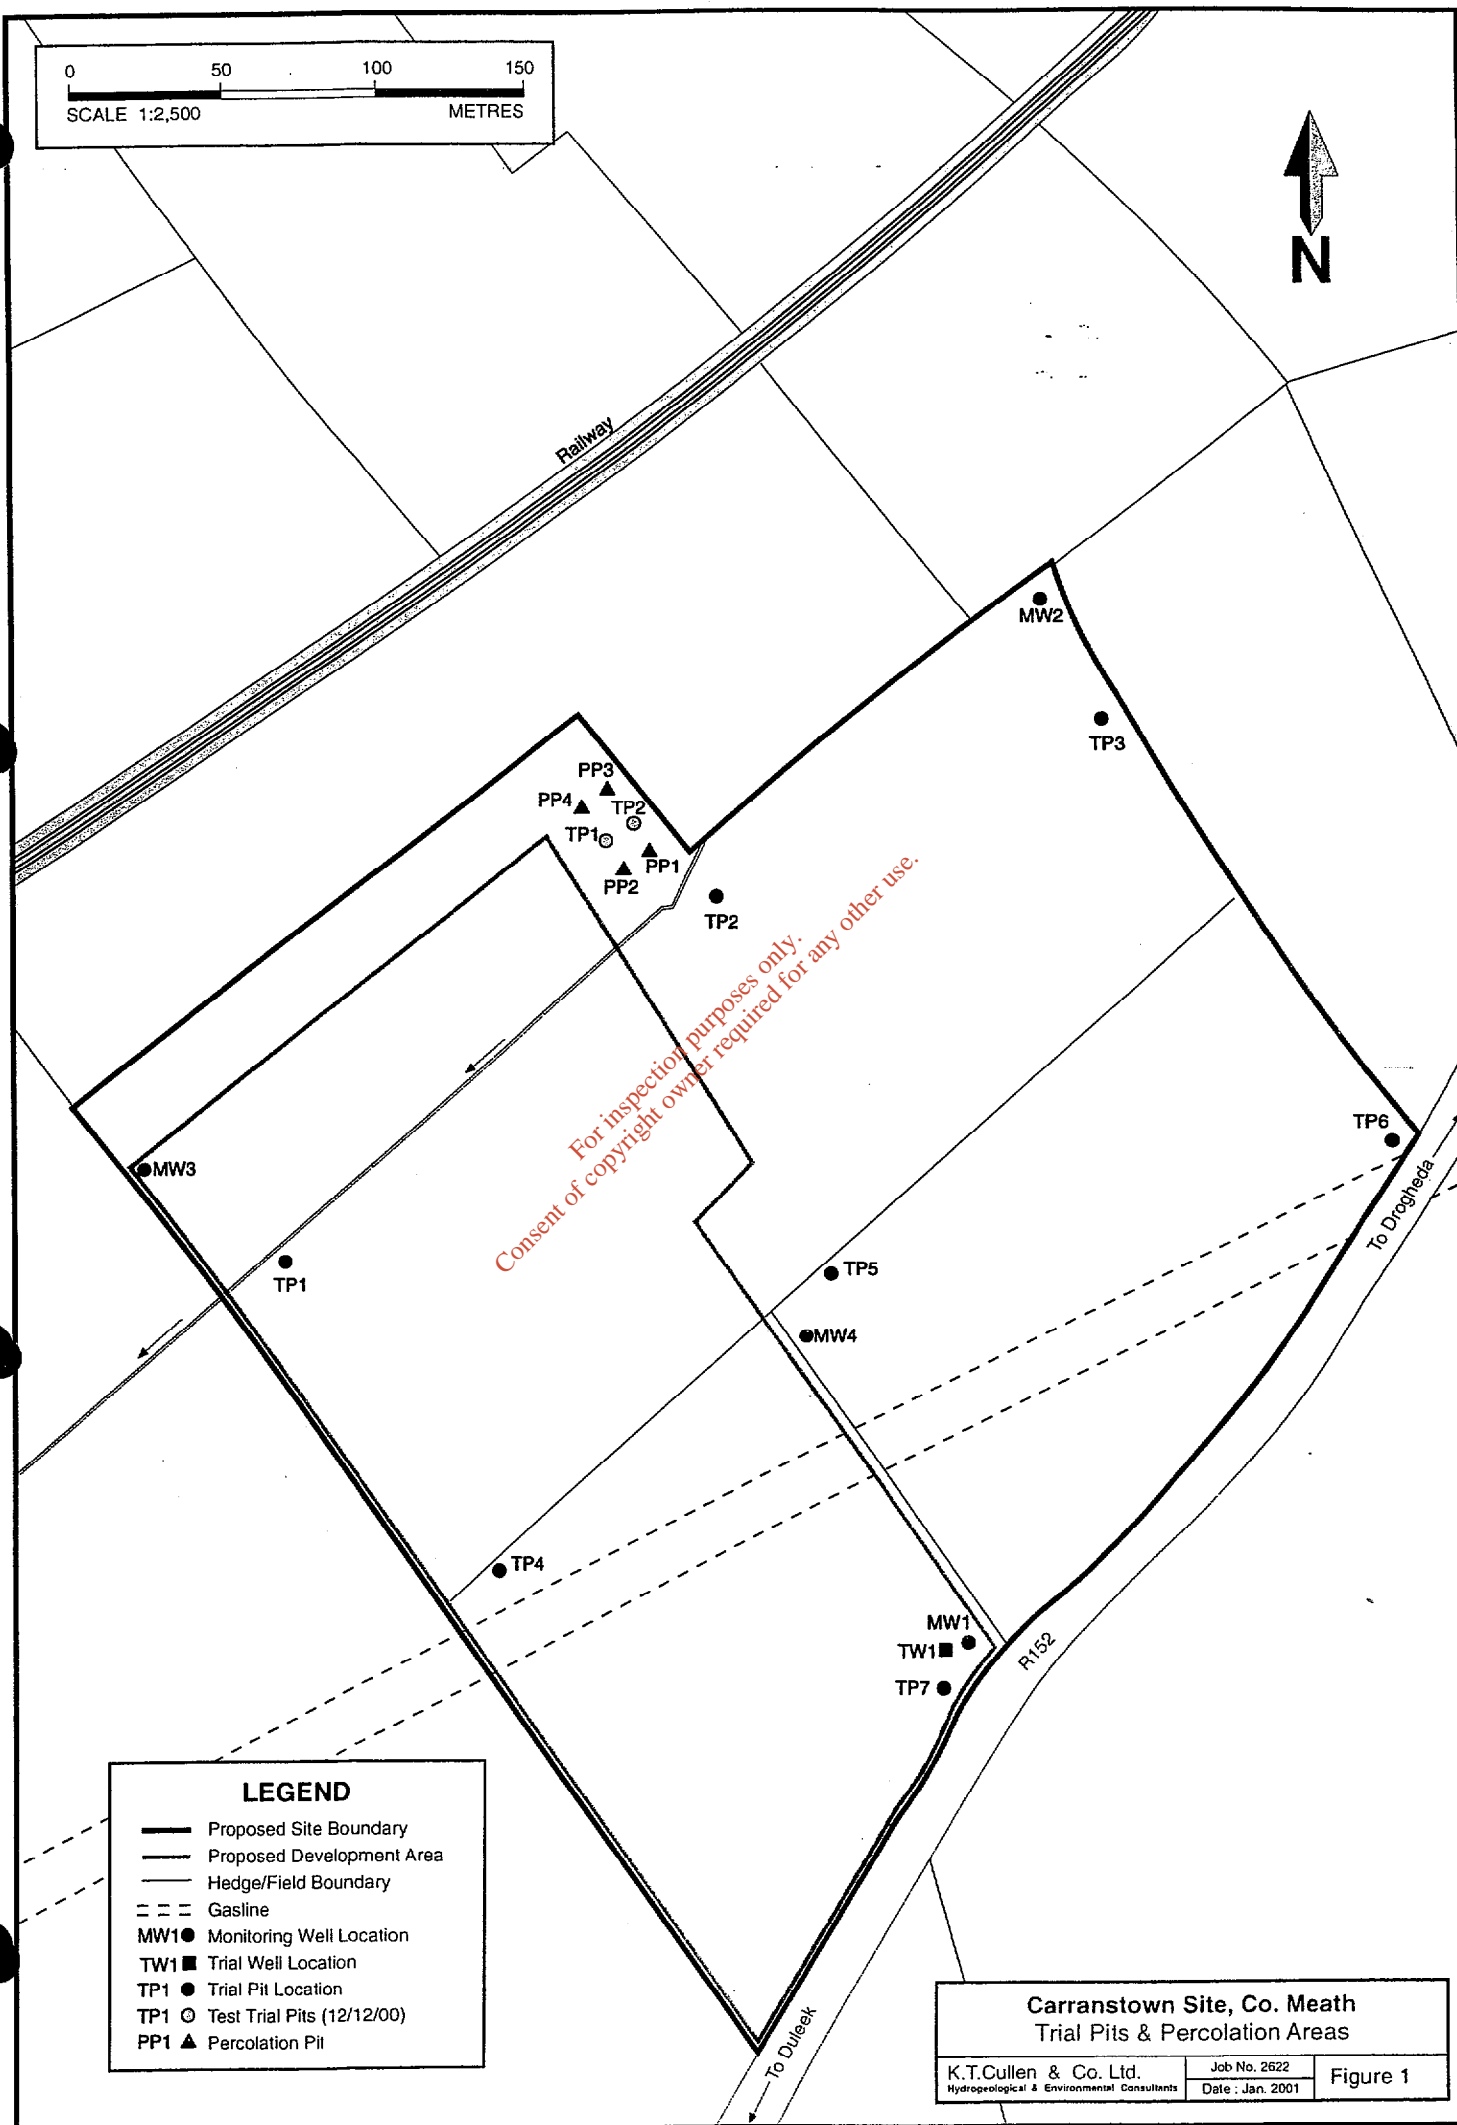 0 50 100 150
SCALE 1:2,500 METRES
N
Railway
MW2
TP3
PP3
PP4
TP2
TP1
PP1
PP2
TP2
For inspection purposes only.
Consent of copyright owner required for any other use.
TP6
MW3
To Drogheda
TP1
TP5
MW4
TP4
MW1
TW1
R152
TP7
LEGEND
Proposed Site Boundary
Proposed Development Area
Hedge/Field Boundary
Gasline
MW1 Monitoring Well Location
TW1 Trial Well Location
TP1 Trial Pit Location
TP1 Test Trial Pits (12/12/00)
PP1 Percolation Pit
To Duleek
Carranstown Site, Co. Meath
Trial Pits & Percolation Areas
K.T.Cullen & Co. Ltd.
Hydrogeological & Environmental Consultants
Job No. 2622
Date : Jan. 2001
Figure 1